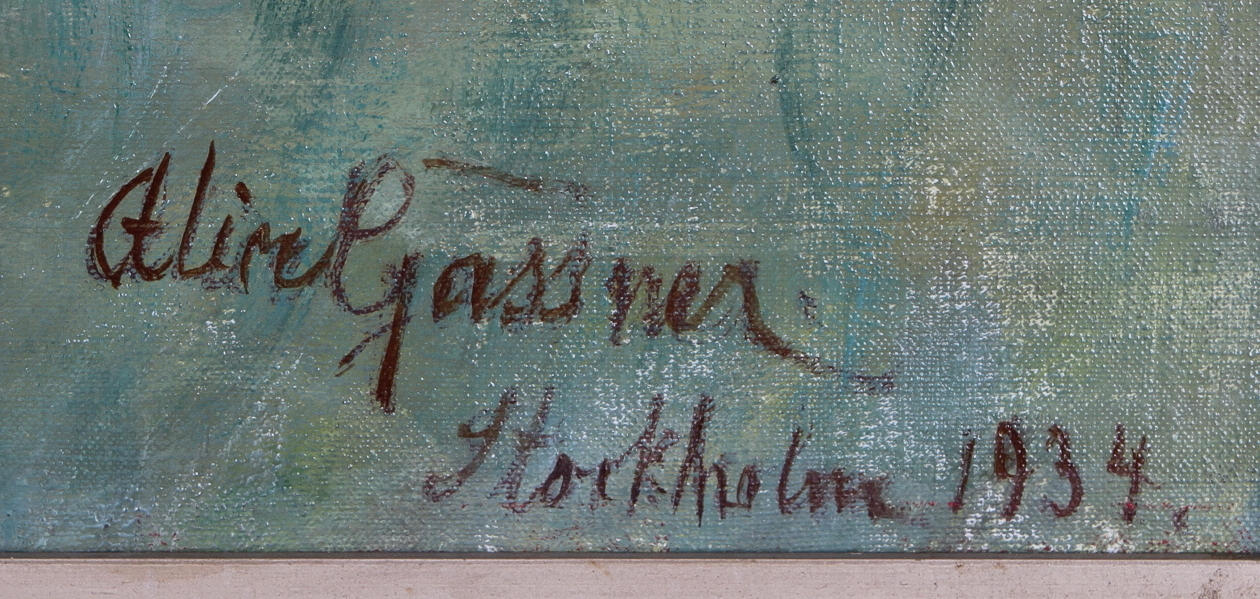 Aline Gassner
Stockholm 1934.